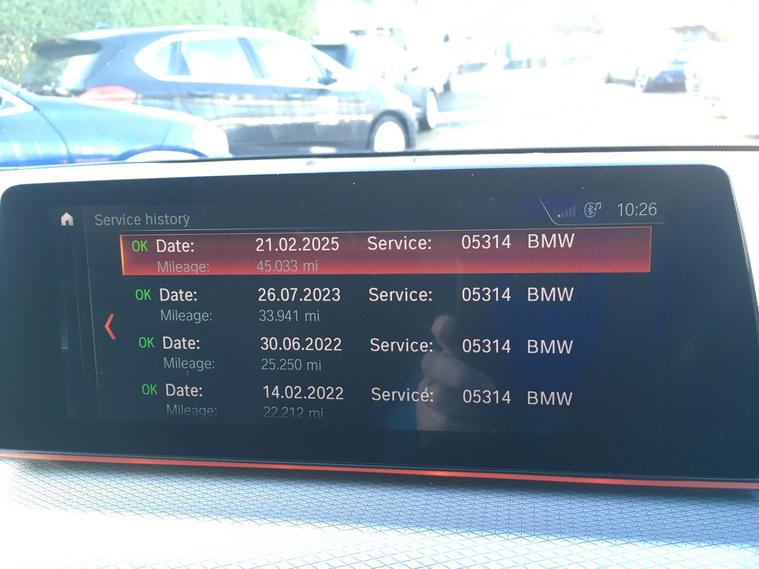 10:26
Service history
OK Date: 21.02.2025 Service: 05314 BMW
Mileage: 45.033 mi
OK Date: 26.07.2023 Service: 05314 BMW
Mileage: 33.941 mi
OK Date: 30.06.2022 Service: 05314 BMW
Mileage: 25.250 mi
OK Date: 14.02.2022 Service: 05314 BMW
Mileage: 22.212 mi